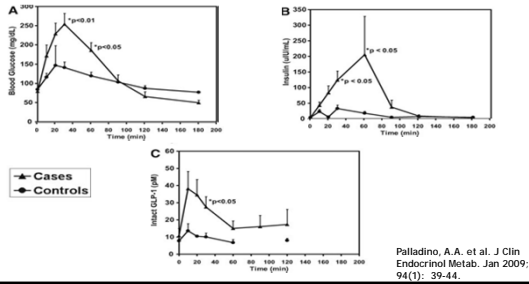 A
300
250
200
150
100
50
0
Blood Glucose (mg/dL)
*p<0.01
*p<0.05
0 20 40 60 80 100 120 140 160 180 200
Time (min)
B
350
300
250
200
150
100
50
0
Insulin (uIU/mL)
*p < 0.05
*p < 0.05
0 20 40 60 80 100 120 140 160 180 200
Time (min)
C
60
50
40
30
20
10
0
Intact GLP-1 (pM)
*p<0.05
0 20 40 60 80 100 120 140 160 180 200
Time (min)
Cases
Controls
Palladino, A.A. et al. J Clin
Endocrinol Metab. Jan 2009;
94(1): 39-44.